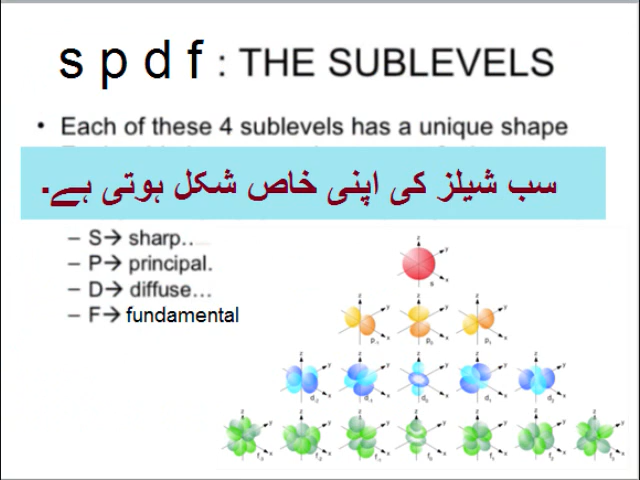 s p d f : THE SUBLEVELS
• Each of these 4 sublevels has a unique shape
سب شیلز کی اپنی خاص شکل ہوتی ہے۔
– S→ sharp..
– P→ principal.
– D→ diffuse...
– F→ fundamental